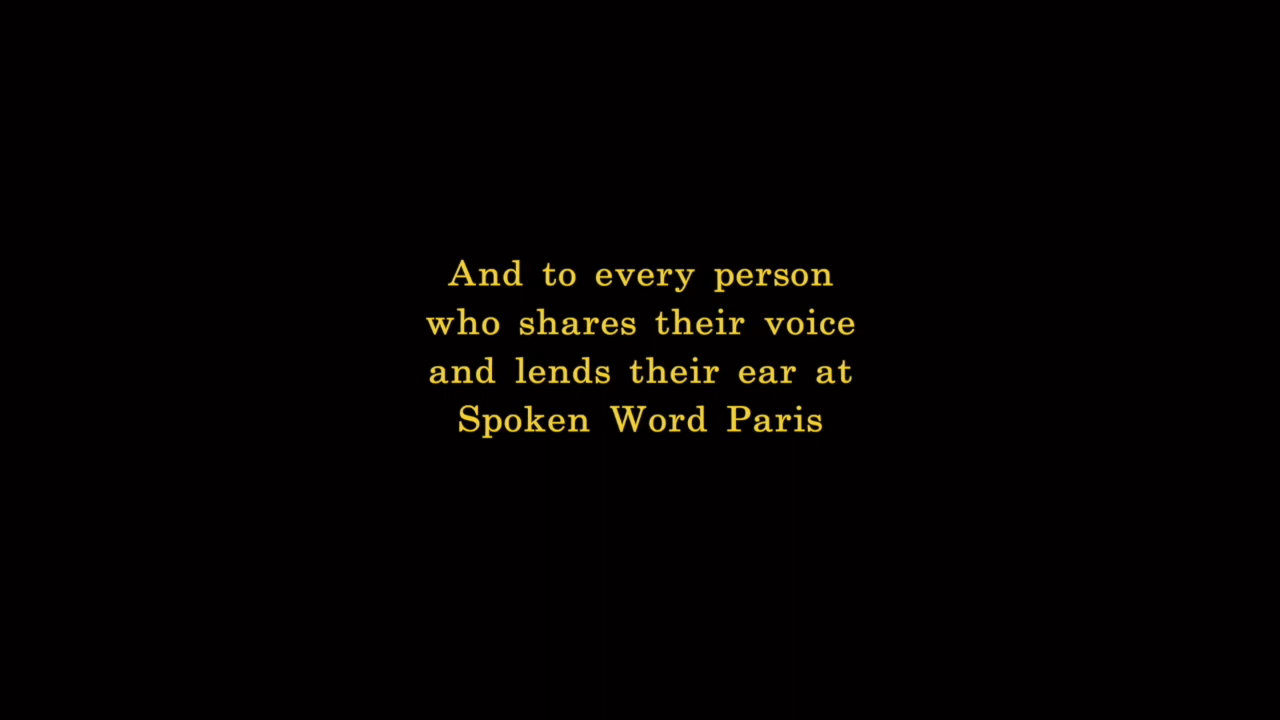 And to every person
who shares their voice
and lends their ear at
Spoken Word Paris